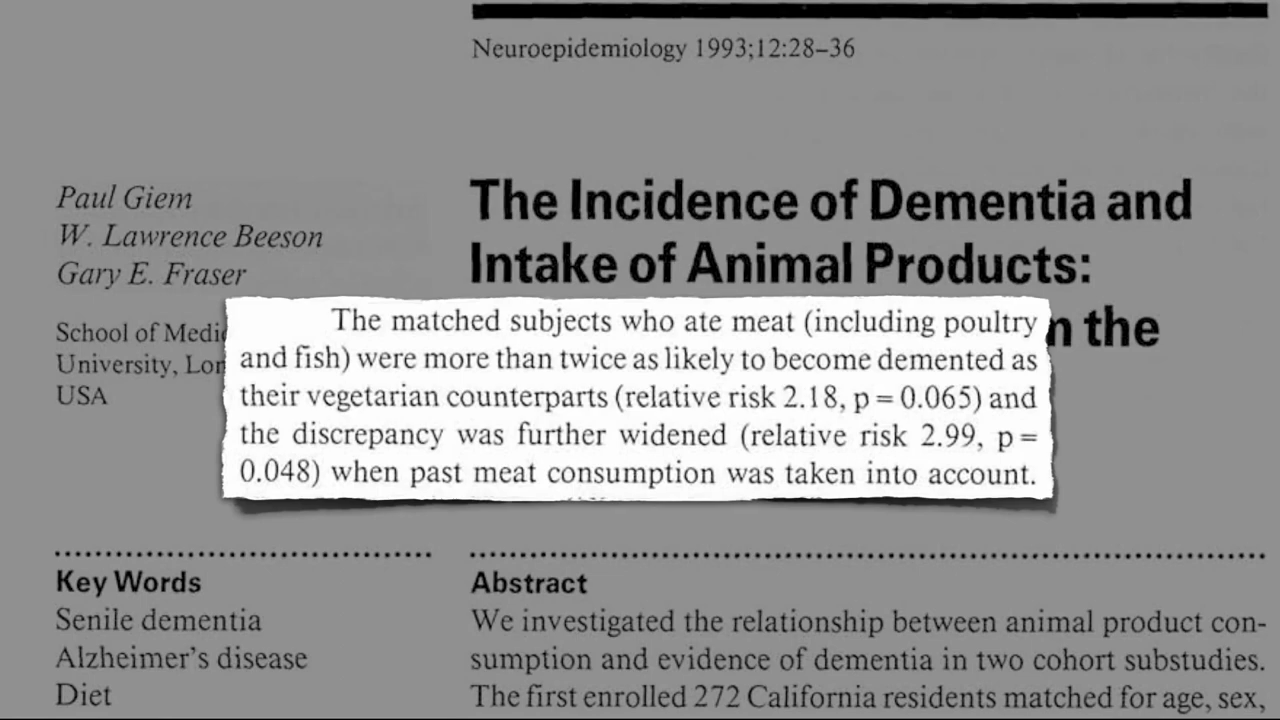 Neuroepidemiology 1993;12:28–36
Paul Giem
W. Lawrence Beeson
Gary E. Fraser
The Incidence of Dementia and
Intake of Animal Products:
the
School of
University,
USA
The matched subjects who ate meat (including poultry
and fish) were more than twice as likely to become demented as
their vegetarian counterparts (relative risk 2.18, p = 0.065) and
the discrepancy was further widened (relative risk 2.99, p =
0.048) when past meat consumption was taken into account.
Key Words
Senile dementia
Alzheimer's disease
Diet
Abstract
We investigated the relationship between animal product con-
sumption and evidence of dementia in two cohort substudies.
The first enrolled 272 California residents matched for age, sex,